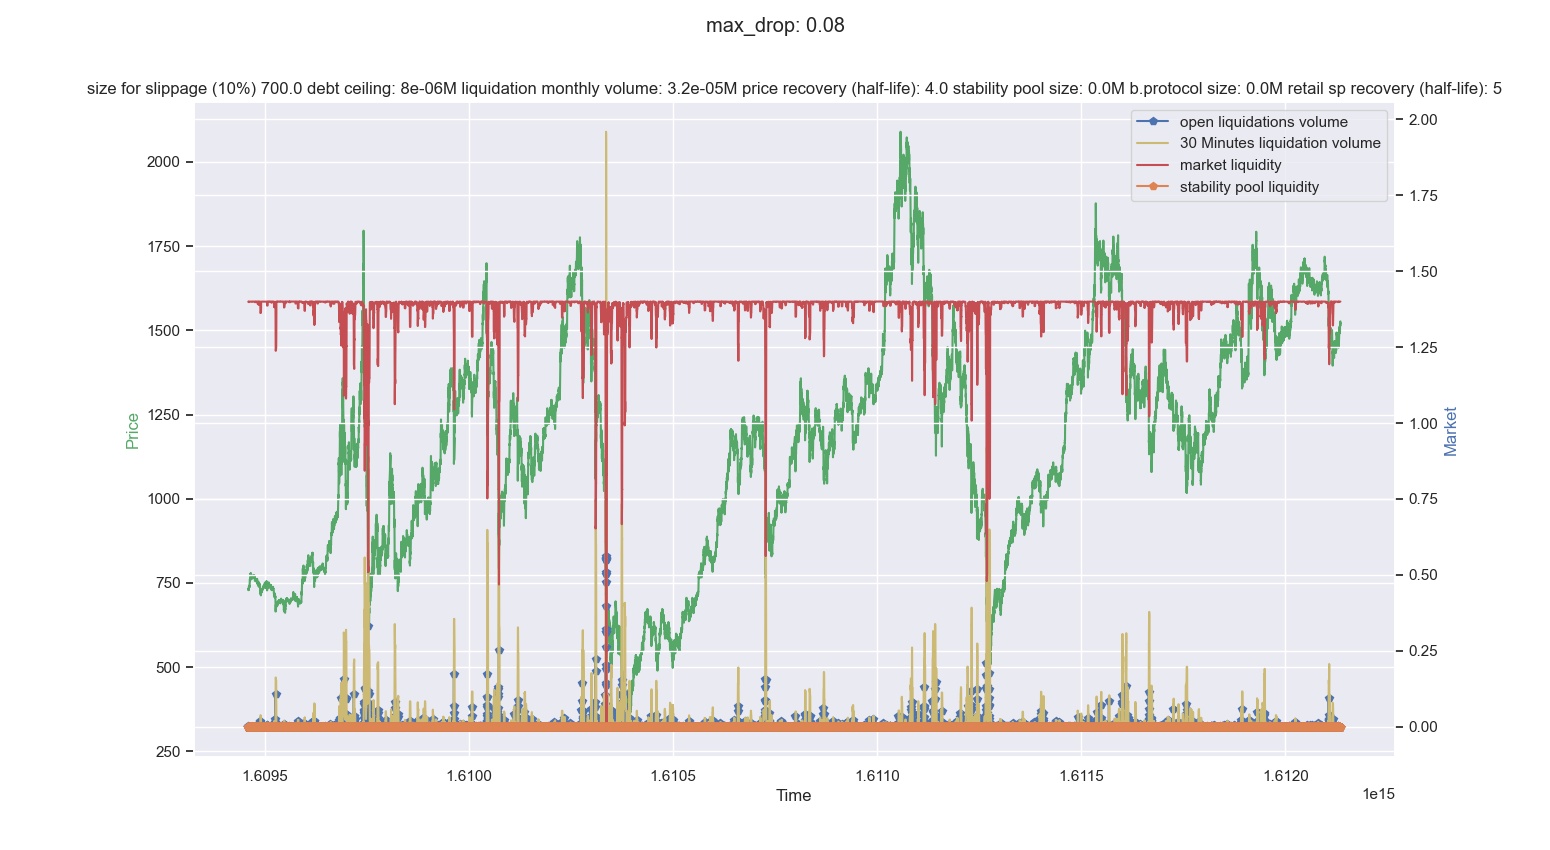 max_drop: 0.08
size for slippage (10%) 700.0 debt ceiling: 8e-06M liquidation monthly volume: 3.2e-05M price recovery (half-life): 4.0 stability pool size: 0.0M b.protocol size: 0.0M retail sp recovery (half-life): 5
open liquidations volume
30 Minutes liquidation volume
market liquidity
stability pool liquidity
2000
1750
1500
1250
1000
750
500
250
Price
2.00
1.75
1.50
1.25
1.00
0.75
0.50
0.25
0.00
Market
1.6095
1.6100
1.6105
1.6110
1.6115
1.6120
Time
1e15